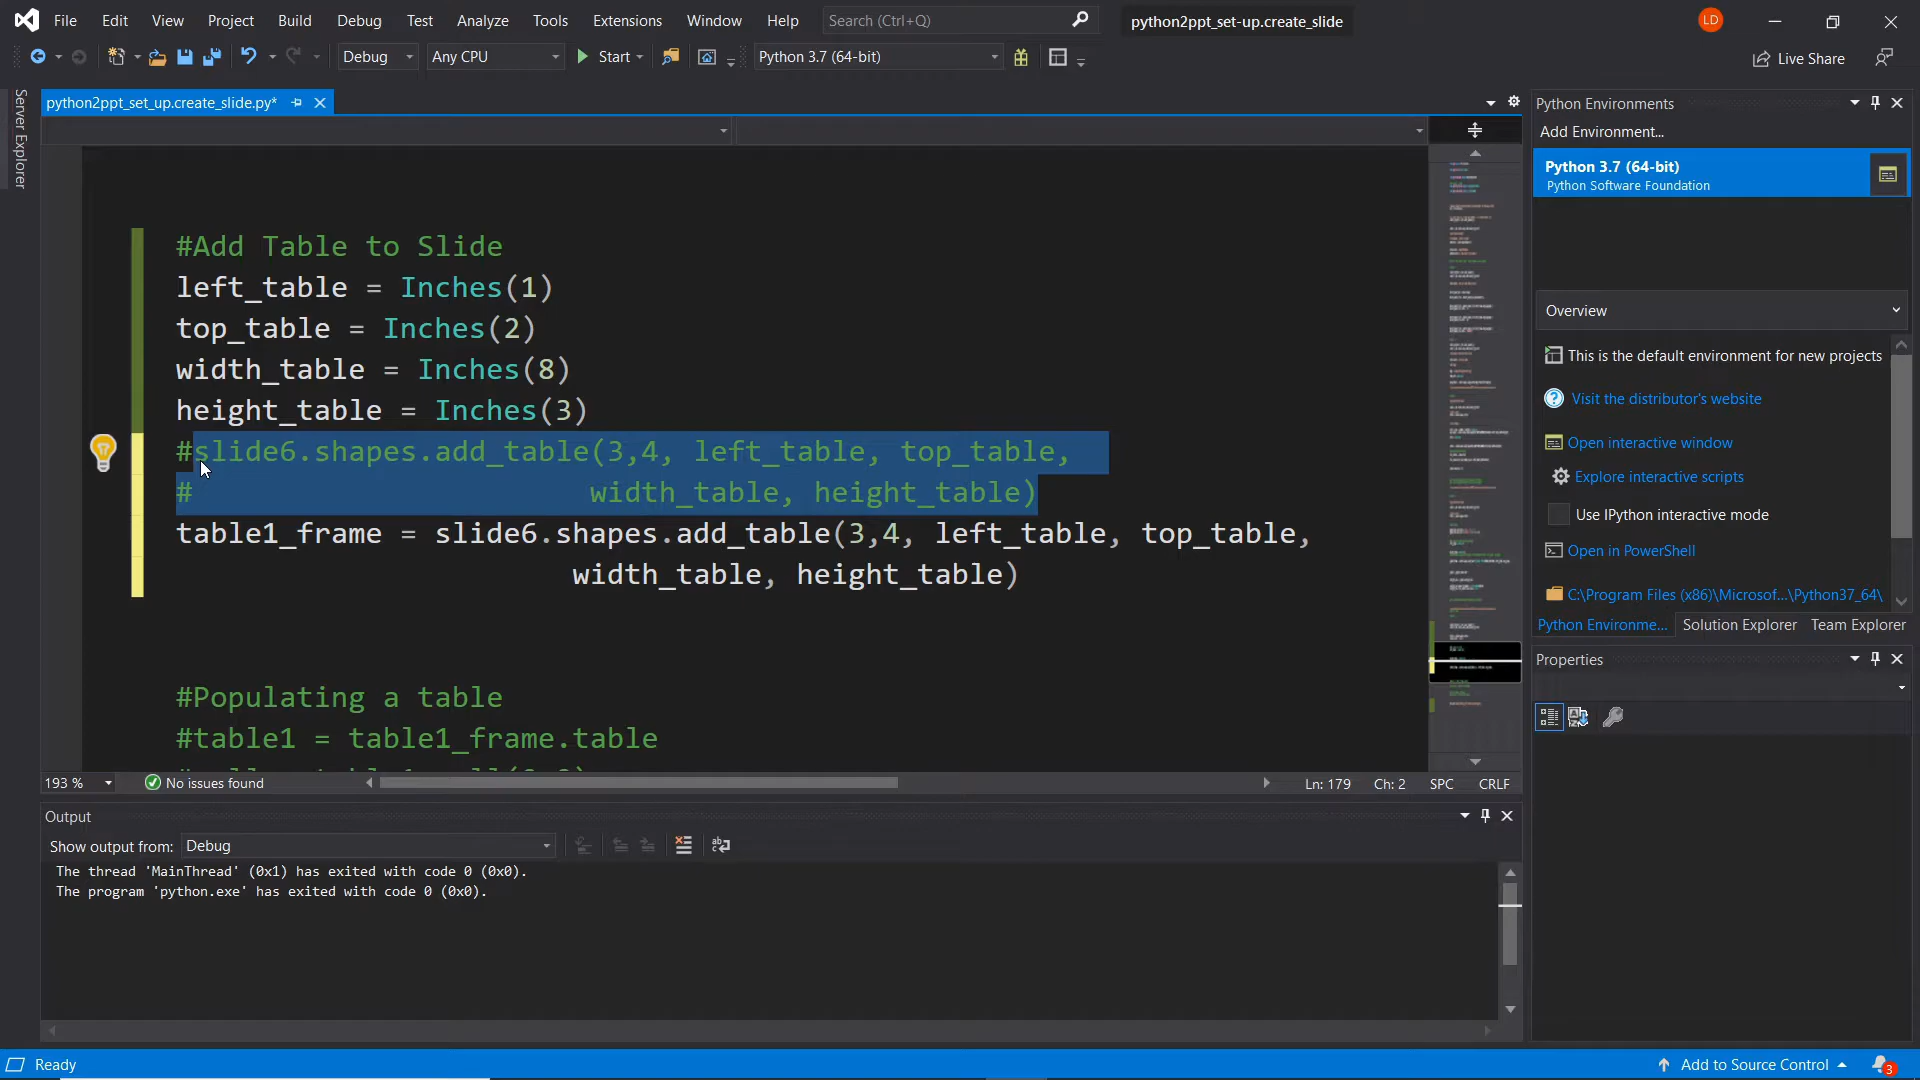 File Edit View Project Build Debug Test Analyze Tools Extensions Window Help Search (Ctrl+Q) python2ppt_set-up.create_slide LD
Debug Any CPU Start Python 3.7 (64-bit) Live Share
Server Explorer
python2ppt_set_up.create_slide.py*
#Add Table to Slide
left_table = Inches(1)
top_table = Inches(2)
width_table = Inches(8)
height_table = Inches(3)
#slide6.shapes.add_table(3,4, left_table, top_table,
# width_table, height_table)
table1_frame = slide6.shapes.add_table(3,4, left_table, top_table,
width_table, height_table)
#Populating a table
#table1 = table1_frame.table
193 % No issues found Ln: 179 Ch: 2 SPC CRLF
Output
Show output from: Debug
The thread 'MainThread' (0x1) has exited with code 0 (0x0).
The program 'python.exe' has exited with code 0 (0x0).
Python Environments
Add Environment...
Python 3.7 (64-bit)
Python Software Foundation
Overview
This is the default environment for new projects
Visit the distributor's website
Open interactive window
Explore interactive scripts
Use IPython interactive mode
Open in PowerShell
C:\Program Files (x86)\Microsof...\Python37_64\
Python Environme... Solution Explorer Team Explorer
Properties
Ready Add to Source Control 3